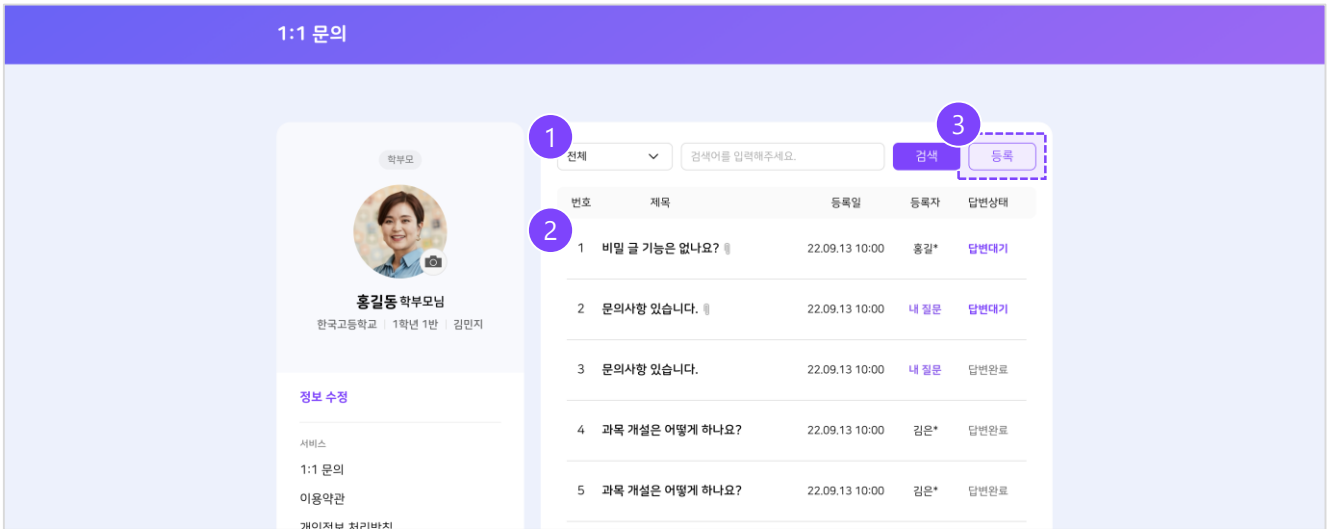 1:1 문의
학부모
홍길동 학부모님
한국고등학교 | 1학년 1반 | 김민지
정보 수정
서비스
1:1 문의
이용약관
개인정보 처리방침
1
전체
검색어를 입력해주세요.
검색
3
등록
번호 제목 등록일 등록자 답변상태
2
1 비밀 글 기능은 없나요? 22.09.13 10:00 홍길* 답변대기
2 문의사항 있습니다. 22.09.13 10:00 내 질문 답변대기
3 문의사항 있습니다. 22.09.13 10:00 내 질문 답변완료
4 과목 개설은 어떻게 하나요? 22.09.13 10:00 김은* 답변완료
5 과목 개설은 어떻게 하나요? 22.09.13 10:00 김은* 답변완료